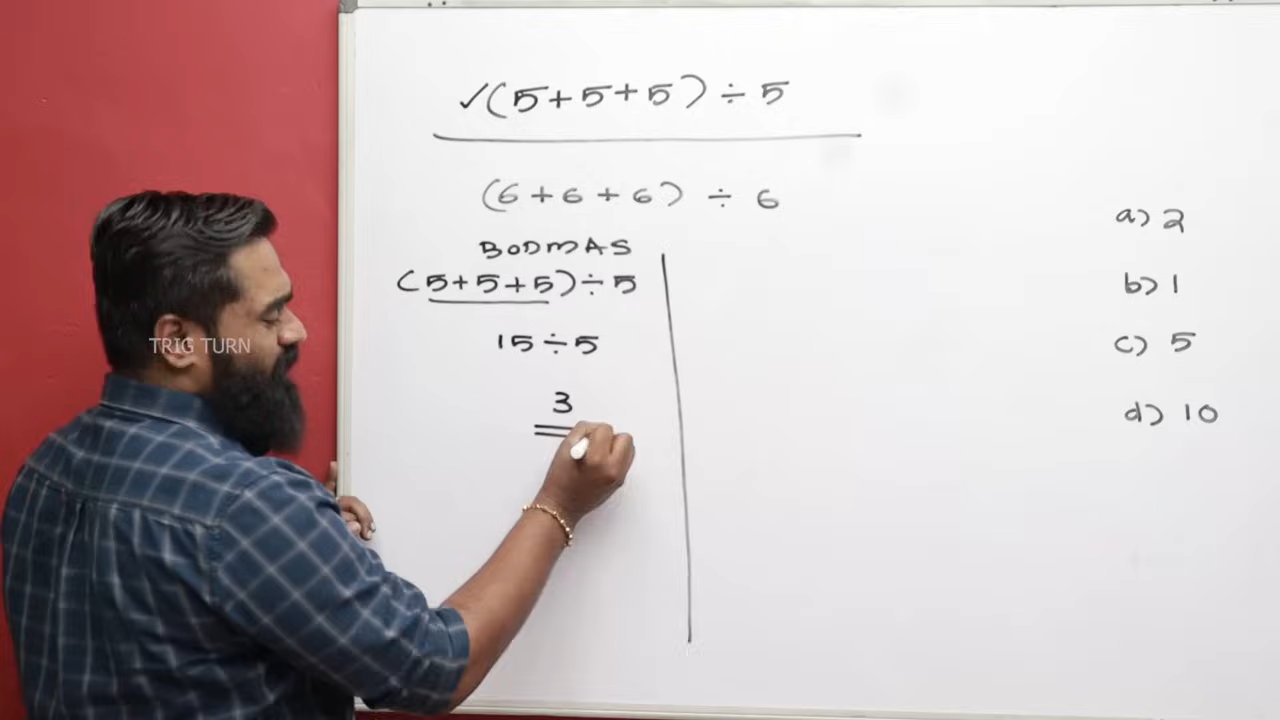 ✓(5+5+5) ÷ 5
(6 + 6 + 6) ÷ 6
BODMAS
(5+5+5)÷5
15÷5
3
a) 2
b) 1
c) 5
d) 10
TRIG TURN